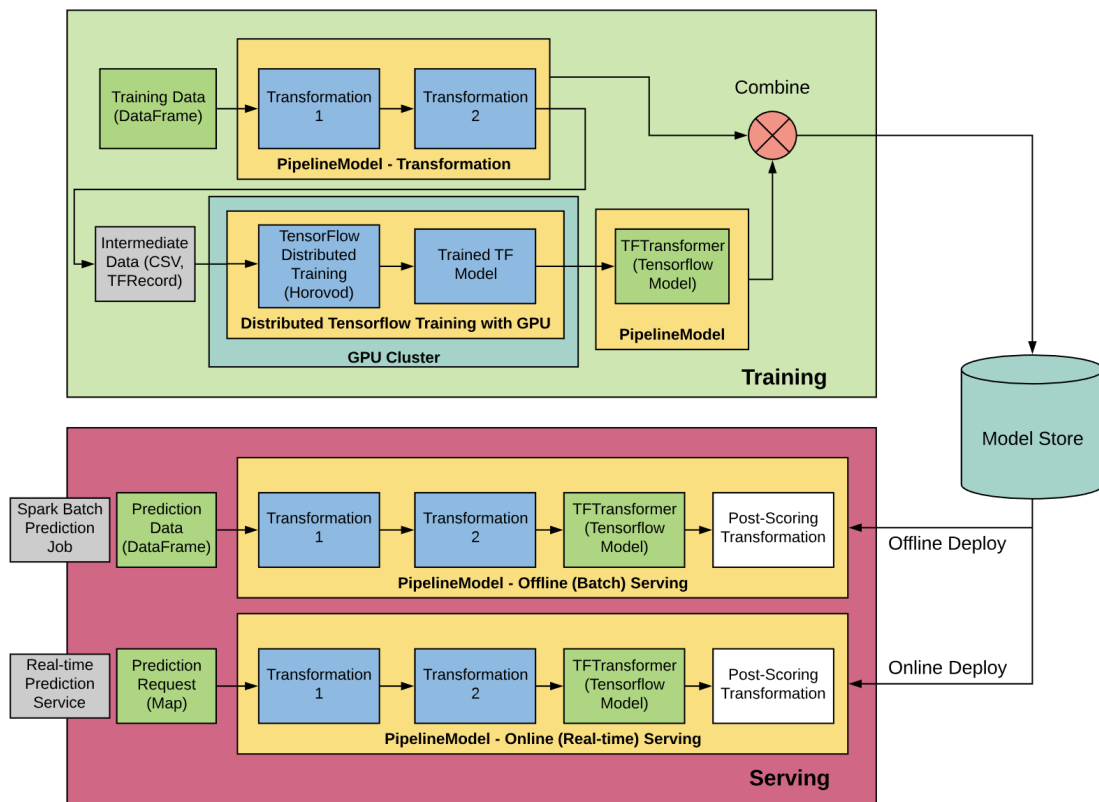 Training Data
(DataFrame)
Transformation
1
Transformation
2
PipelineModel - Transformation
Combine
Intermediate
Data (CSV,
TFRecord)
TensorFlow
Distributed
Training
(Horovod)
Trained TF
Model
Distributed Tensorflow Training with GPU
GPU Cluster
TFTransformer
(Tensorflow
Model)
PipelineModel
Training
Model Store
Spark Batch
Prediction
Job
Prediction
Data
(DataFrame)
Transformation
1
Transformation
2
TFTransformer
(Tensorflow
Model)
Post-Scoring
Transformation
PipelineModel - Offline (Batch) Serving
Offline Deploy
Real-time
Prediction
Service
Prediction
Request
(Map)
Transformation
1
Transformation
2
TFTransformer
(Tensorflow
Model)
Post-Scoring
Transformation
PipelineModel - Online (Real-time) Serving
Online Deploy
Serving